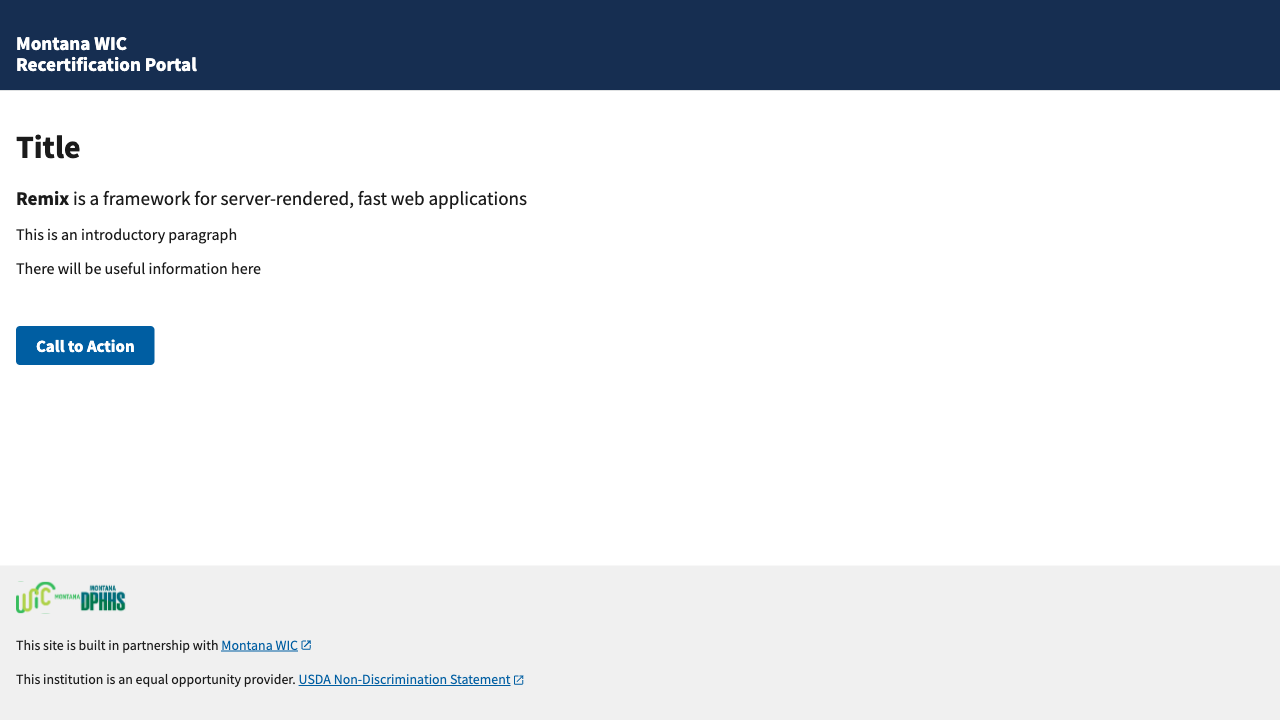 Montana WIC
Recertification Portal
Title
Remix is a framework for server-rendered, fast web applications
This is an introductory paragraph
There will be useful information here
Call to Action
WIC MONTANA
MONTANA
DPHHS
This site is built in partnership with Montana WIC
This institution is an equal opportunity provider. USDA Non-Discrimination Statement